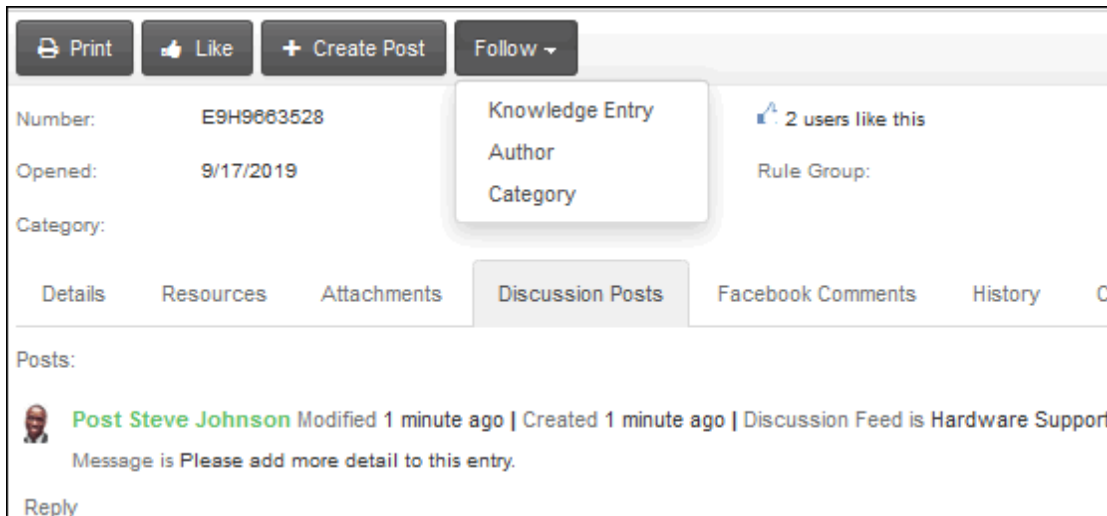 Print Like + Create Post Follow
Knowledge Entry
Author
Category
Number: E9H9663528 2 users like this
Opened: 9/17/2019 Rule Group:
Category:
Details Resources Attachments Discussion Posts Facebook Comments History
Posts:
Post Steve Johnson Modified 1 minute ago | Created 1 minute ago | Discussion Feed is Hardware Support
Message is Please add more detail to this entry.
Reply